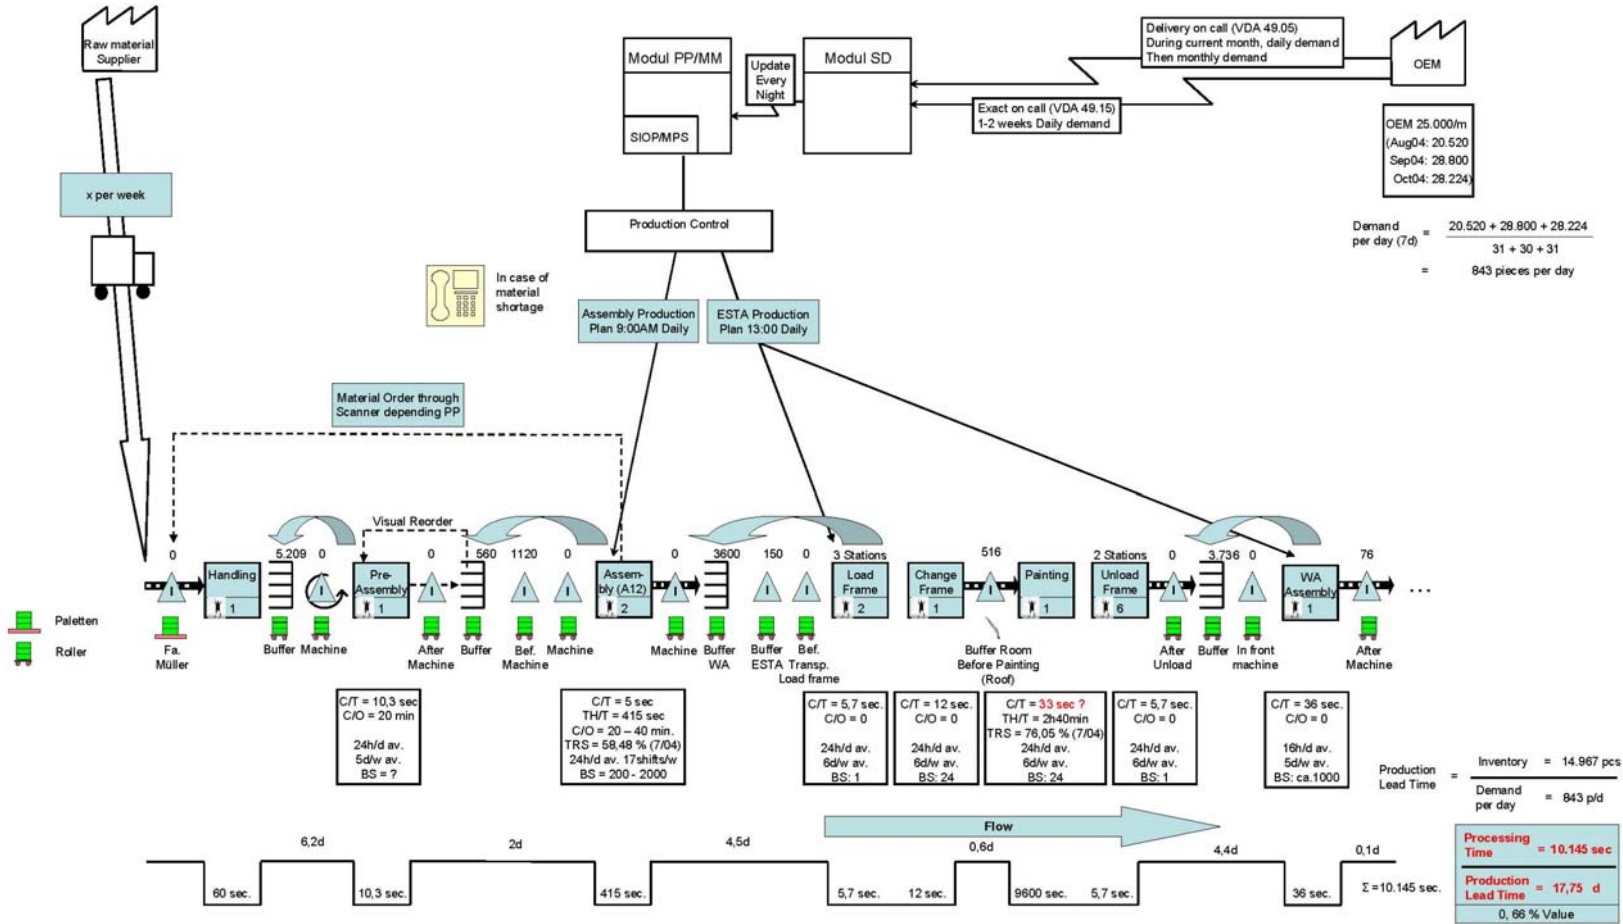 Raw material
Supplier
x per week
Modul PP/MM
SIOP/MPS
Update
Every
Night
Modul SD
Delivery on call (VDA 49.05)
During current month, daily demand
Then monthly demand
Exact on call (VDA 49.15)
1-2 weeks Daily demand
OEM
OEM 25.000/m
(Aug04: 20.520
Sep04: 28.800
Oct04: 28.224)
Demand
per day (7d)
=
20.520 + 28.800 + 28.224
31 + 30 + 31
= 843 pieces per day
Production Control
In case of
material
shortage
Assembly Production
Plan 9:00AM Daily
ESTA Production
Plan 13:00 Daily
Material Order through
Scanner depending PP
Visual Reorder
0
5.209
0
0
560
1120
0
0
3600
150
0
3 Stations
516
2 Stations
0
3.736
0
76
Handling
1
I
I
Pre-
Assembly
1
I
I
I
Assem-
bly (A12)
2
I
I
I
Load
Frame
2
Change
Frame
1
I
Painting
1
Unload
Frame
6
I
I
WA
Assembly
1
I
...
Paletten
Roller
Fa.
Müller
Buffer
Machine
After
Machine
Buffer
Bef.
Machine
Machine
Machine
Buffer
WA
Buffer
ESTA
Bef.
Transp.
Load frame
Buffer Room
Before Painting
(Roof)
After
Unload
Buffer
In front
machine
After
Machine
C/T = 10,3 sec
C/O = 20 min
24h/d av.
5d/w av.
BS = ?
C/T = 5 sec
TH/T = 415 sec
C/O = 20 – 40 min.
TRS = 58,48 % (7/04)
24h/d av. 17shifts/w
BS = 200 - 2000
C/T = 5,7 sec.
C/O = 0
24h/d av.
6d/w av.
BS: 1
C/T = 12 sec.
C/O = 0
24h/d av.
6d/w av.
BS: 24
C/T = 33 sec ?
TH/T = 2h40min
TRS = 76,05 % (7/04)
24h/d av.
6d/w av.
BS: 24
C/T = 5,7 sec.
C/O = 0
24h/d av.
6d/w av.
BS: 1
C/T = 36 sec.
C/O = 0
16h/d av.
5d/w av.
BS: ca.1000
Production
Lead Time
=
Inventory = 14.967 pcs
Demand
per day
= 843 p/d
Flow
6,2d
2d
4,5d
0,6d
4,4d
0,1d
60 sec.
10,3 sec.
415 sec.
5,7 sec.
12 sec.
9600 sec.
5,7 sec.
36 sec.
Σ =10.145 sec.
Processing
Time = 10.145 sec
Production
Lead Time = 17,75 d
0, 66 % Value